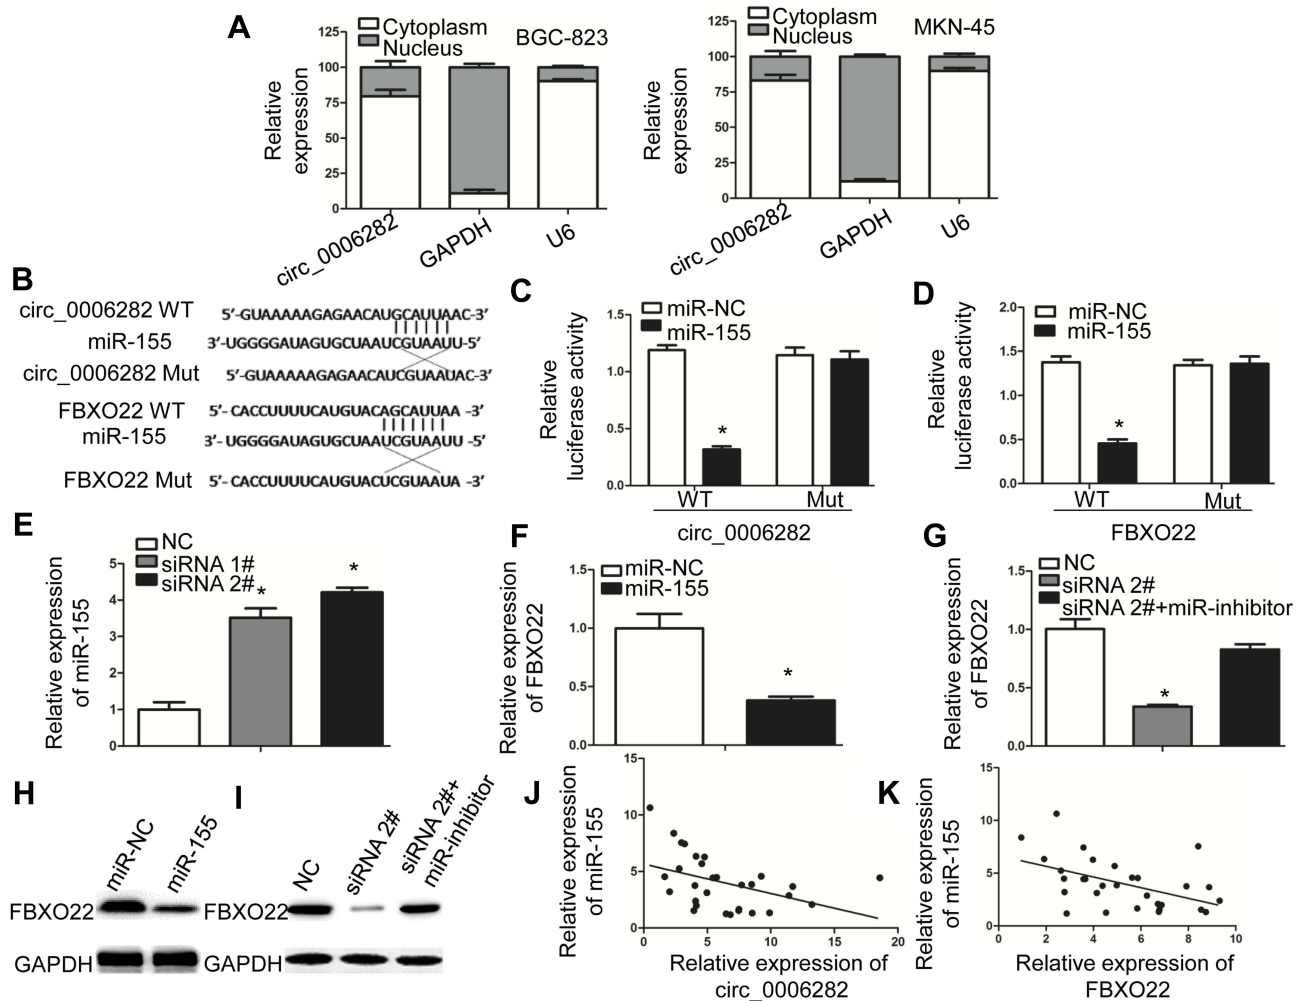 A
Cytoplasm
Nucleus
BGC-823
Relative
expression
125
100
75
50
25
0
circ_0006282
GAPDH
U6
Cytoplasm
Nucleus
MKN-45
Relative
expression
125
100
75
50
25
0
circ_0006282
GAPDH
U6
B
circ_0006282 WT 5'-GUAAAAAGAGAACAUGCAUUAAC-3'
miR-155 3'-UGGGGAUAGUGCUAAUCGUAAUU-5'
circ_0006282 Mut 5'-GUAAAAAGAGAACAUCGUAAUAC-3'
FBXO22 WT 5'- CACCUUUUCAUGUACAGCAUUAA -3'
miR-155 3'- UGGGGAUAGUGCUAAUCGUAAUU -5'
FBXO22 Mut 5'- CACCUUUUCAUGUACUCGUAAUA -3'
C
miR-NC
miR-155
Relative
luciferase activity
1.5
1.0
0.5
0.0
*
WT Mut
circ_0006282
D
miR-NC
miR-155
Relative
luciferase activity
2.0
1.5
1.0
0.5
0.0
*
WT Mut
FBXO22
E
NC
siRNA 1#
siRNA 2#
Relative expression
of miR-155
5
4
3
2
1
0
*
*
F
miR-NC
miR-155
Relative expression
of FBXO22
1.5
1.0
0.5
0.0
*
G
NC
siRNA 2#
siRNA 2#+miR-inhibitor
Relative expression
of FBXO22
1.5
1.0
0.5
0.0
*
H
miR-NC
miR-155
FBXO22
GAPDH
I
NC
siRNA 2#
siRNA 2#+
miR-inhibitor
FBXO22
GAPDH
J
Relative expression
of miR-155
15
10
5
0
0 5 10 15 20
Relative expression of
circ_0006282
K
Relative expression
of miR-155
15
10
5
0
0 2 4 6 8 10
Relative expression of
FBXO22